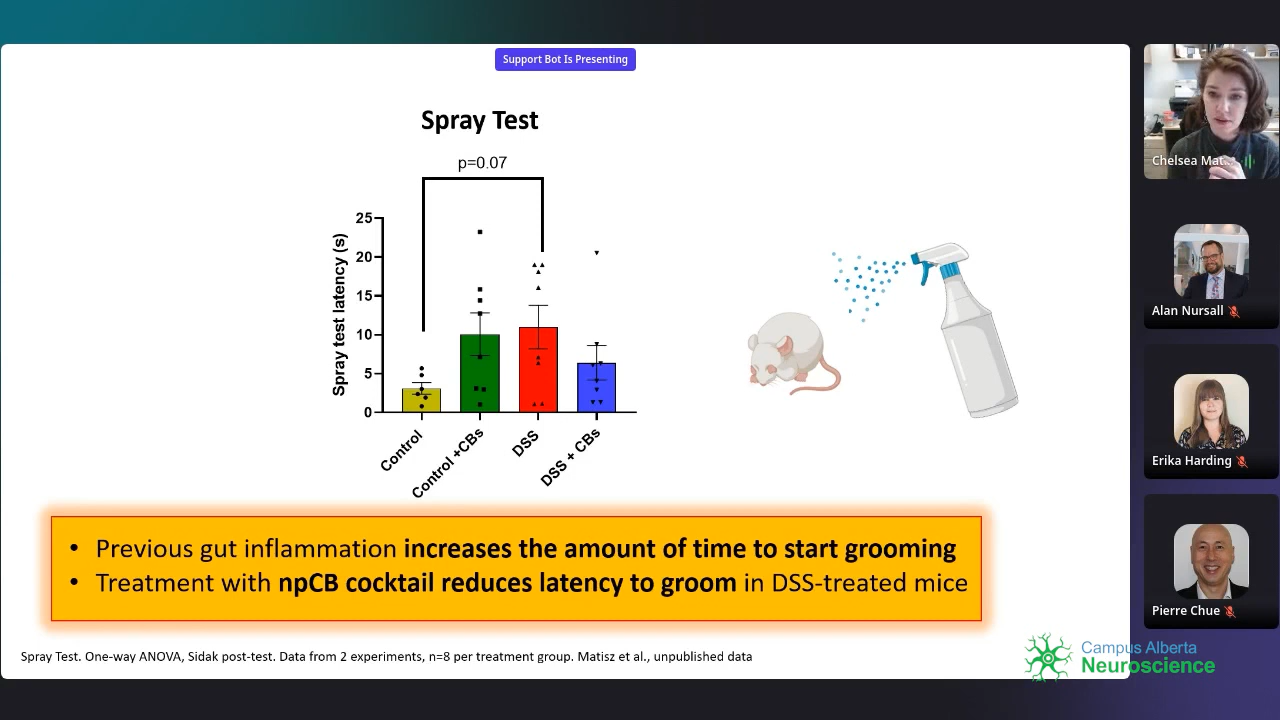 Support Bot Is Presenting
Spray Test
p=0.07
Spray test latency (s)
25
20
15
10
5
0
Control
Control +CBs
DSS
DSS + CBs
• Previous gut inflammation increases the amount of time to start grooming
• Treatment with npCB cocktail reduces latency to groom in DSS-treated mice
Spray Test. One-way ANOVA, Sidak post-test. Data from 2 experiments, n=8 per treatment group. Matisz et al., unpublished data
Chelsea Mat...
Alan Nursall
Erika Harding
Pierre Chue
Campus Alberta
Neuroscience